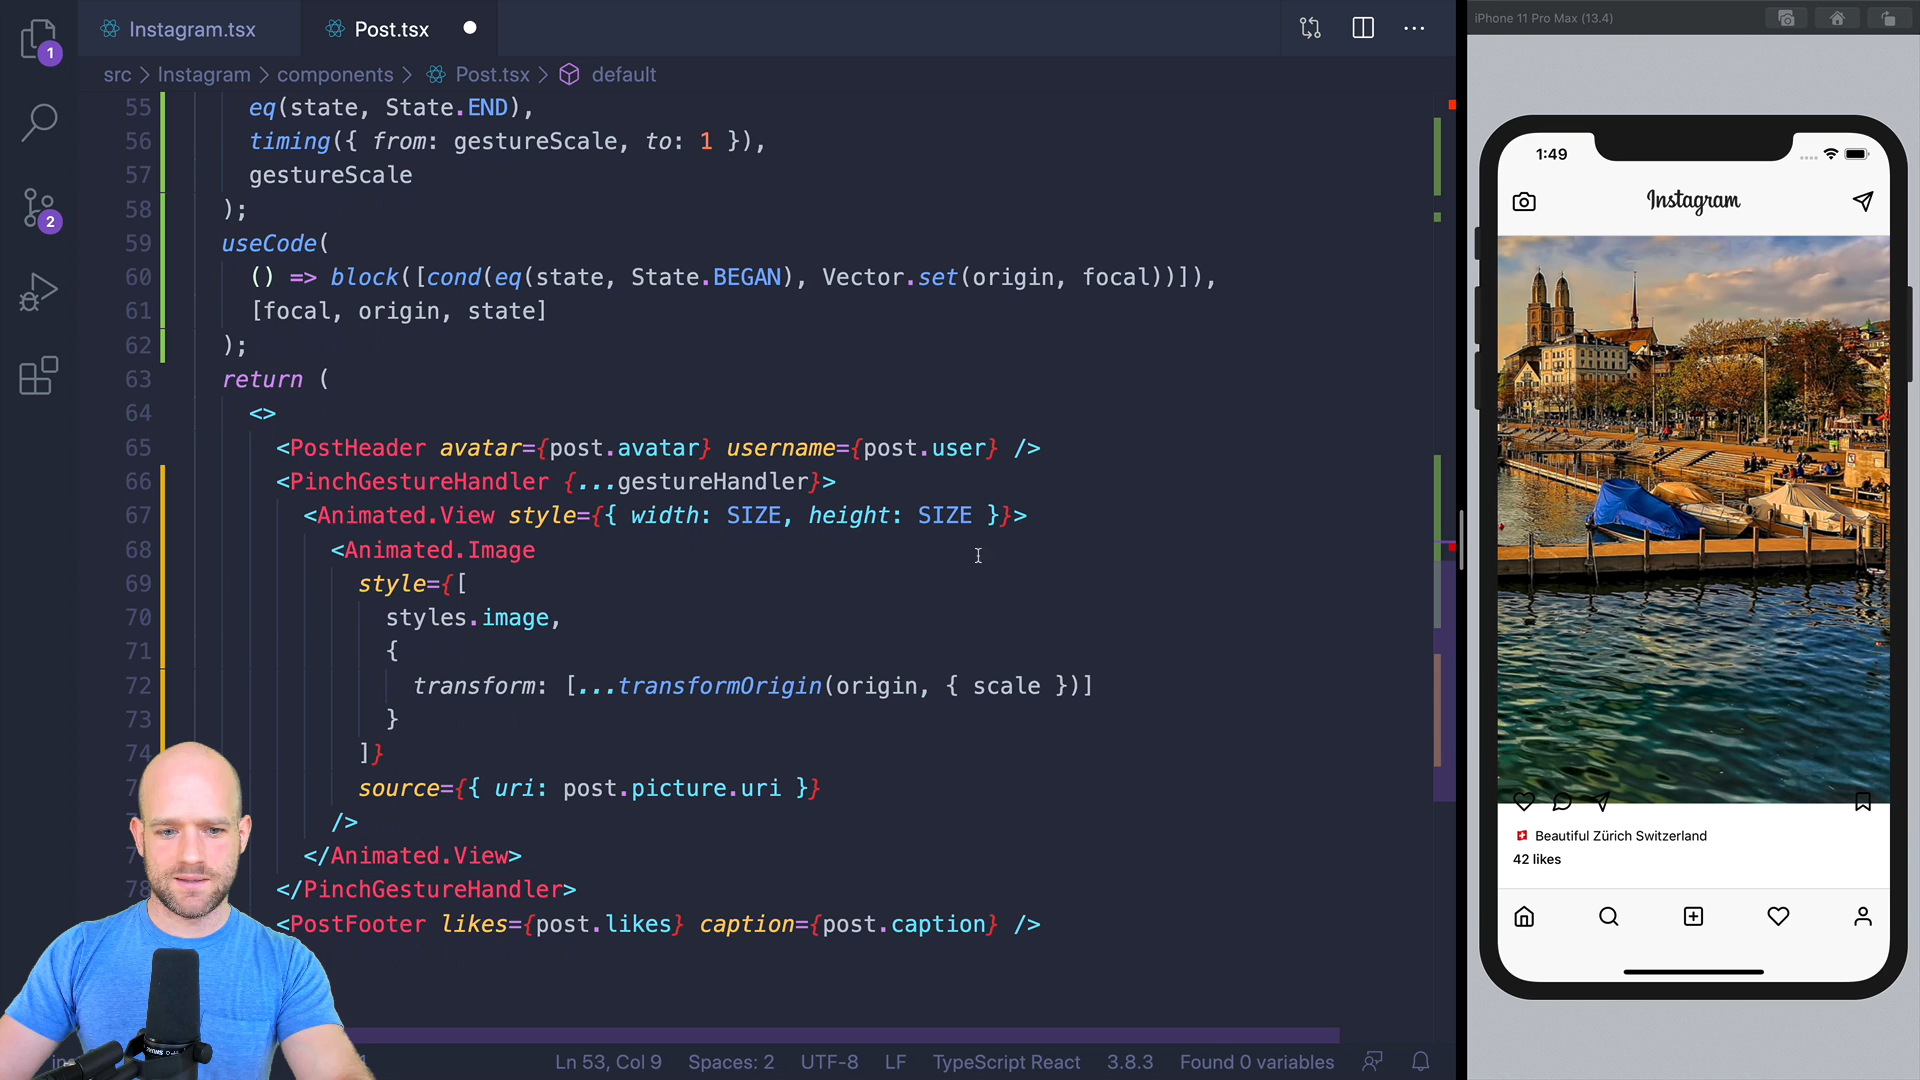 Instagram.tsx
Post.tsx
1
2
src > Instagram > components > Post.tsx > default
55 eq(state, State.END),
56 timing({ from: gestureScale, to: 1 }),
57 gestureScale
58 );
59 useCode(
60 () => block([cond(eq(state, State.BEGAN), Vector.set(origin, focal))]),
61 [focal, origin, state]
62 );
63 return (
64 <>
65 <PostHeader avatar={post.avatar} username={post.user} />
66 <PinchGestureHandler {...gestureHandler}>
67 <Animated.View style={{ width: SIZE, height: SIZE }}>
68 <Animated.Image
69 style={[
70 styles.image,
71 {
72 transform: [...transformOrigin(origin, { scale })]
73 }
74 ]}
source={{ uri: post.picture.uri }}
/>
</Animated.View>
78 </PinchGestureHandler>
<PostFooter likes={post.likes} caption={post.caption} />
Ln 53, Col 9
Spaces: 2
UTF-8
LF
TypeScript React
3.8.3
Found 0 variables
iPhone 11 Pro Max (13.4)
1:49
Instagram
Beautiful Zürich Switzerland
42 likes